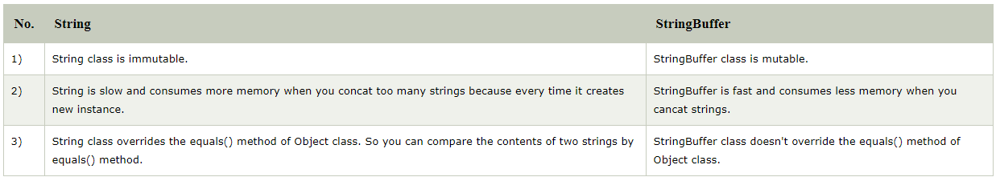 No. String StringBuffer
1) String class is immutable. StringBuffer class is mutable.
2) String is slow and consumes more memory when you concat too many strings because every time it creates new instance. StringBuffer is fast and consumes less memory when you cancat strings.
3) String class overrides the equals() method of Object class. So you can compare the contents of two strings by equals() method. StringBuffer class doesn't override the equals() method of Object class.